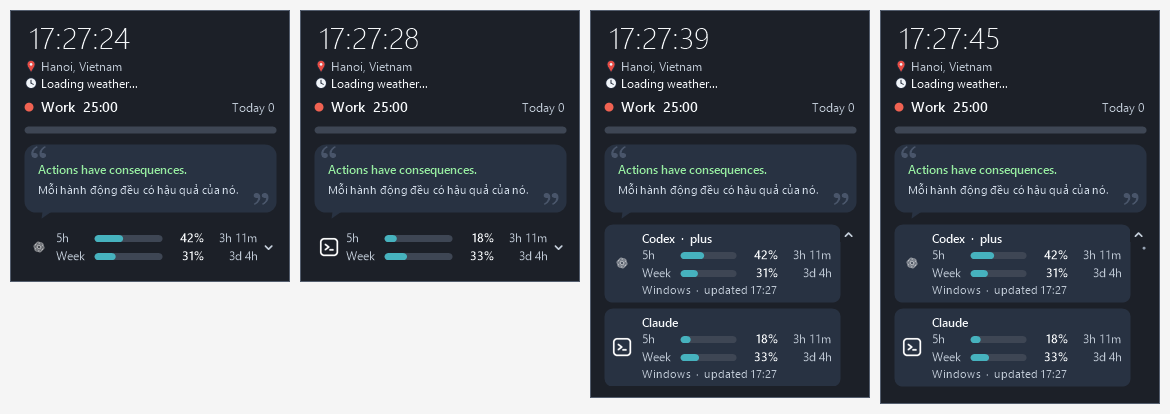 17:27:24
Hanoi, Vietnam
Loading weather...
Work 25:00 Today 0
“
Actions have consequences.
Mỗi hành động đều có hậu quả của nó.
”
5h 42% 3h 11m
Week 31% 3d 4h
17:27:28
Hanoi, Vietnam
Loading weather...
Work 25:00 Today 0
“
Actions have consequences.
Mỗi hành động đều có hậu quả của nó.
”
5h 18% 3h 11m
Week 33% 3d 4h
17:27:39
Hanoi, Vietnam
Loading weather...
Work 25:00 Today 0
“
Actions have consequences.
Mỗi hành động đều có hậu quả của nó.
”
Codex · plus
5h 42% 3h 11m
Week 31% 3d 4h
Windows · updated 17:27
Claude
5h 18% 3h 11m
Week 33% 3d 4h
Windows · updated 17:27
17:27:45
Hanoi, Vietnam
Loading weather...
Work 25:00 Today 0
“
Actions have consequences.
Mỗi hành động đều có hậu quả của nó.
”
Codex · plus
5h 42% 3h 11m
Week 31% 3d 4h
Windows · updated 17:27
Claude
5h 18% 3h 11m
Week 33% 3d 4h
Windows · updated 17:27